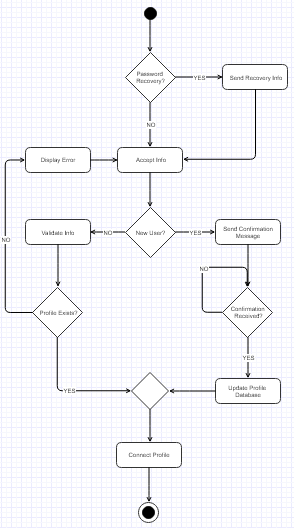 Password
Recovery?
YES
Send Recovery Info
NO
Display Error
Accept Info
Validate Info
NO
New User?
YES
Send Confirmation
Message
NO
NO
Profile Exists?
Confirmation
Received?
YES
YES
Update Profile
Database
Connect Profile